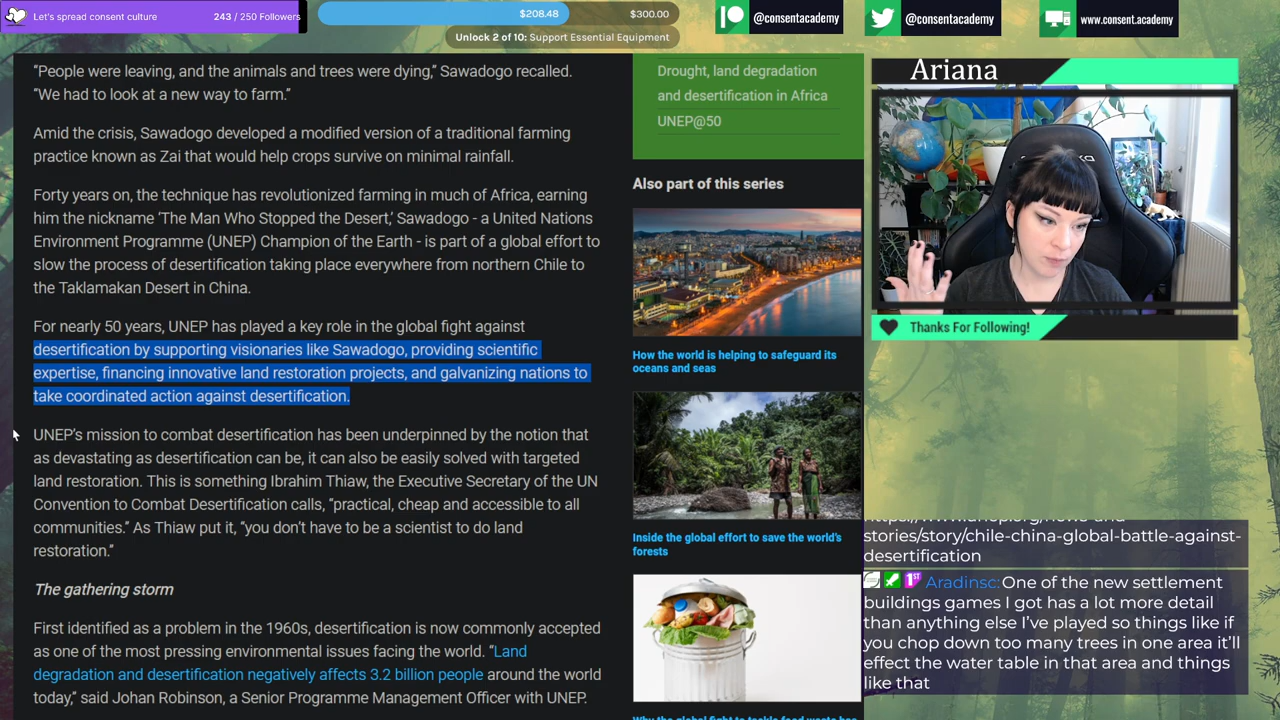 Let's spread consent culture
243 / 250 Followers
$208.48
$300.00
Unlock 2 of 10: Support Essential Equipment
@consentacademy
@consentacademy
www.consent.academy
“People were leaving, and the animals and trees were dying,” Sawadogo recalled.
“We had to look at a new way to farm.”
Amid the crisis, Sawadogo developed a modified version of a traditional farming
practice known as Zai that would help crops survive on minimal rainfall.
Forty years on, the technique has revolutionized farming in much of Africa, earning
him the nickname ‘The Man Who Stopped the Desert,’ Sawadogo - a United Nations
Environment Programme (UNEP) Champion of the Earth - is part of a global effort to
slow the process of desertification taking place everywhere from northern Chile to
the Taklamakan Desert in China.
For nearly 50 years, UNEP has played a key role in the global fight against
desertification by supporting visionaries like Sawadogo, providing scientific
expertise, financing innovative land restoration projects, and galvanizing nations to
take coordinated action against desertification.
UNEP’s mission to combat desertification has been underpinned by the notion that
as devastating as desertification can be, it can also be easily solved with targeted
land restoration. This is something Ibrahim Thiaw, the Executive Secretary of the UN
Convention to Combat Desertification calls, “practical, cheap and accessible to all
communities.” As Thiaw put it, “you don’t have to be a scientist to do land
restoration.”
The gathering storm
First identified as a problem in the 1960s, desertification is now commonly accepted
as one of the most pressing environmental issues facing the world. “Land
degradation and desertification negatively affects 3.2 billion people around the world
today,” said Johan Robinson, a Senior Programme Management Officer with UNEP.
Drought, land degradation
and desertification in Africa
UNEP@50
Also part of this series
How the world is helping to safeguard its
oceans and seas
Inside the global effort to save the world’s
forests
Why the global fight to tackle food waste has
Ariana
Thanks For Following!
https://www.unep.org/news-and-
stories/story/chile-china-global-battle-against-
desertification
1ST Aradinsc: One of the new settlement
buildings games I got has a lot more detail
than anything else I’ve played so things like if
you chop down too many trees in one area it’ll
effect the water table in that area and things
like that